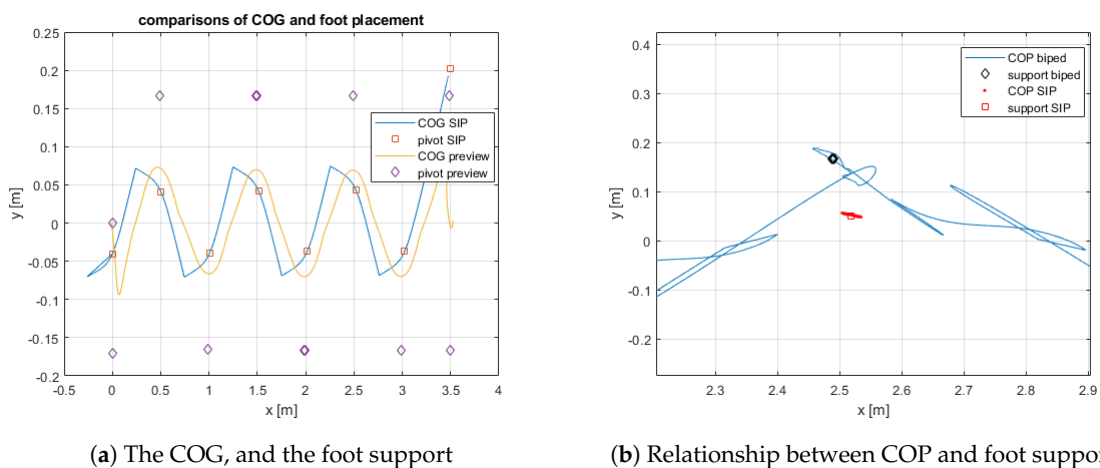 comparisons of COG and foot placement
0.25
0.2
0.15
0.1
0.05
0
-0.05
-0.1
-0.15
-0.2
y [m]
-0.5 0 0.5 1 1.5 2 2.5 3 3.5 4
x [m]
COG SIP
pivot SIP
COG preview
pivot preview
(a) The COG, and the foot support
0.4
0.3
0.2
0.1
0
-0.1
-0.2
y [m]
2.3 2.4 2.5 2.6 2.7 2.8 2.9
x [m]
COP biped
support biped
COP SIP
support SIP
(b) Relationship between COP and foot suppo